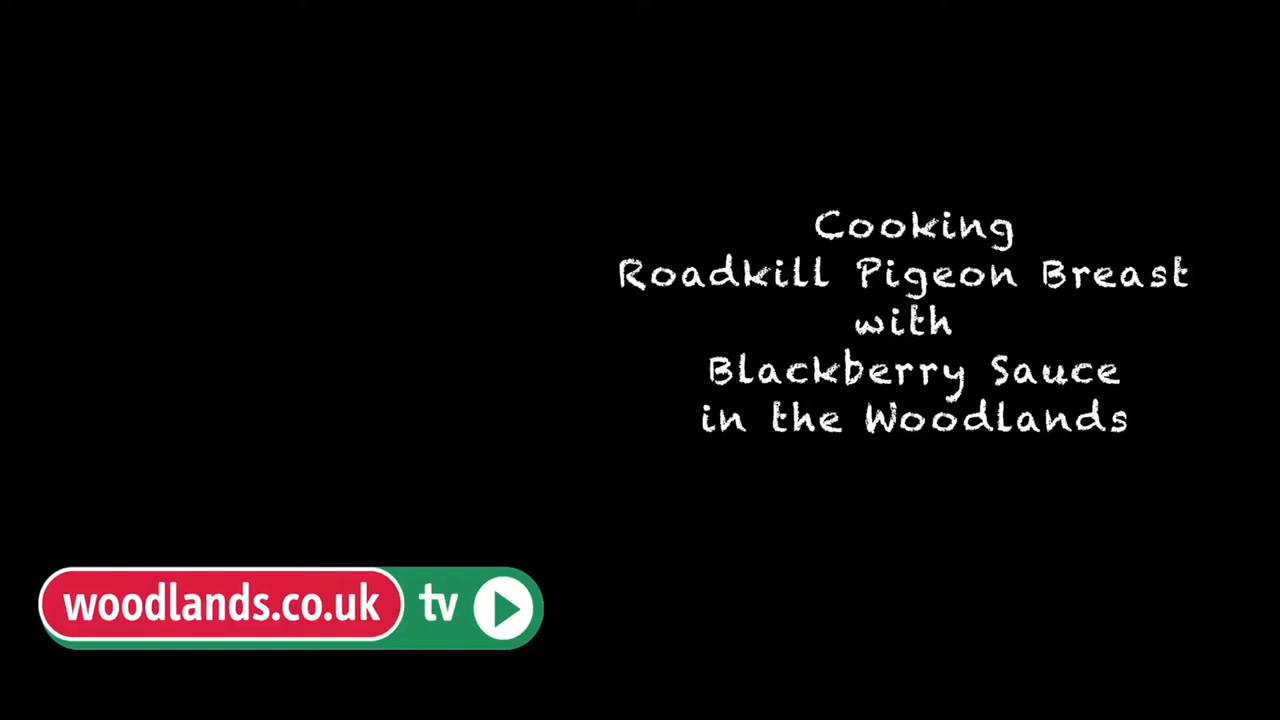 Cooking
Roadkill Pigeon Breast
with
Blackberry Sauce
in the Woodlands
woodlands.co.uk tv